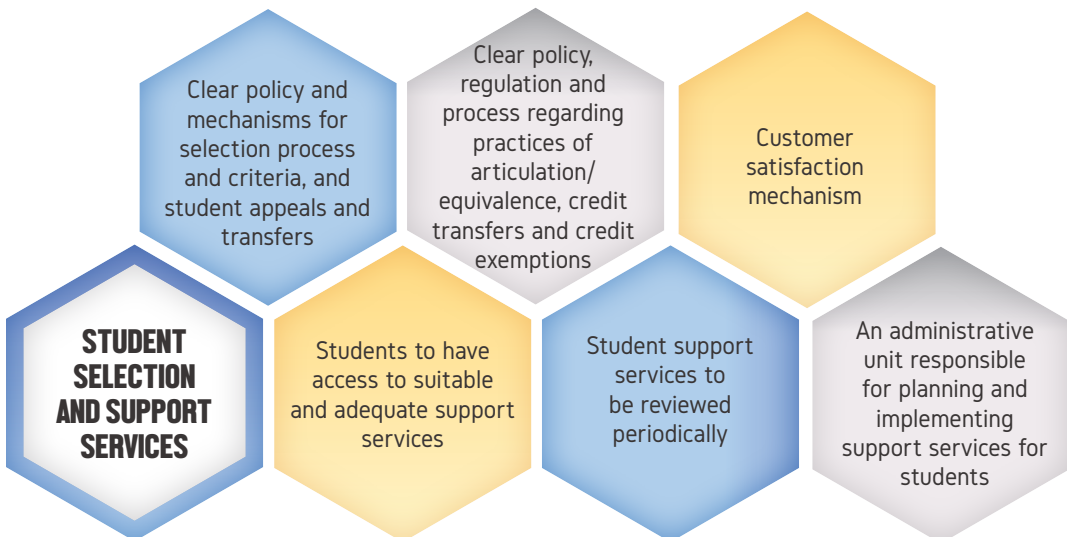 Clear policy and
mechanisms for
selection process
and criteria, and
student appeals and
transfers
Clear policy,
regulation and
process regarding
practices of
articulation/
equivalence, credit
transfers and credit
exemptions
Customer
satisfaction
mechanism
STUDENT
SELECTION
AND SUPPORT
SERVICES
Students to have
access to suitable
and adequate support
services
Student support
services to
be reviewed
periodically
An administrative
unit responsible
for planning and
implementing
support services for
students